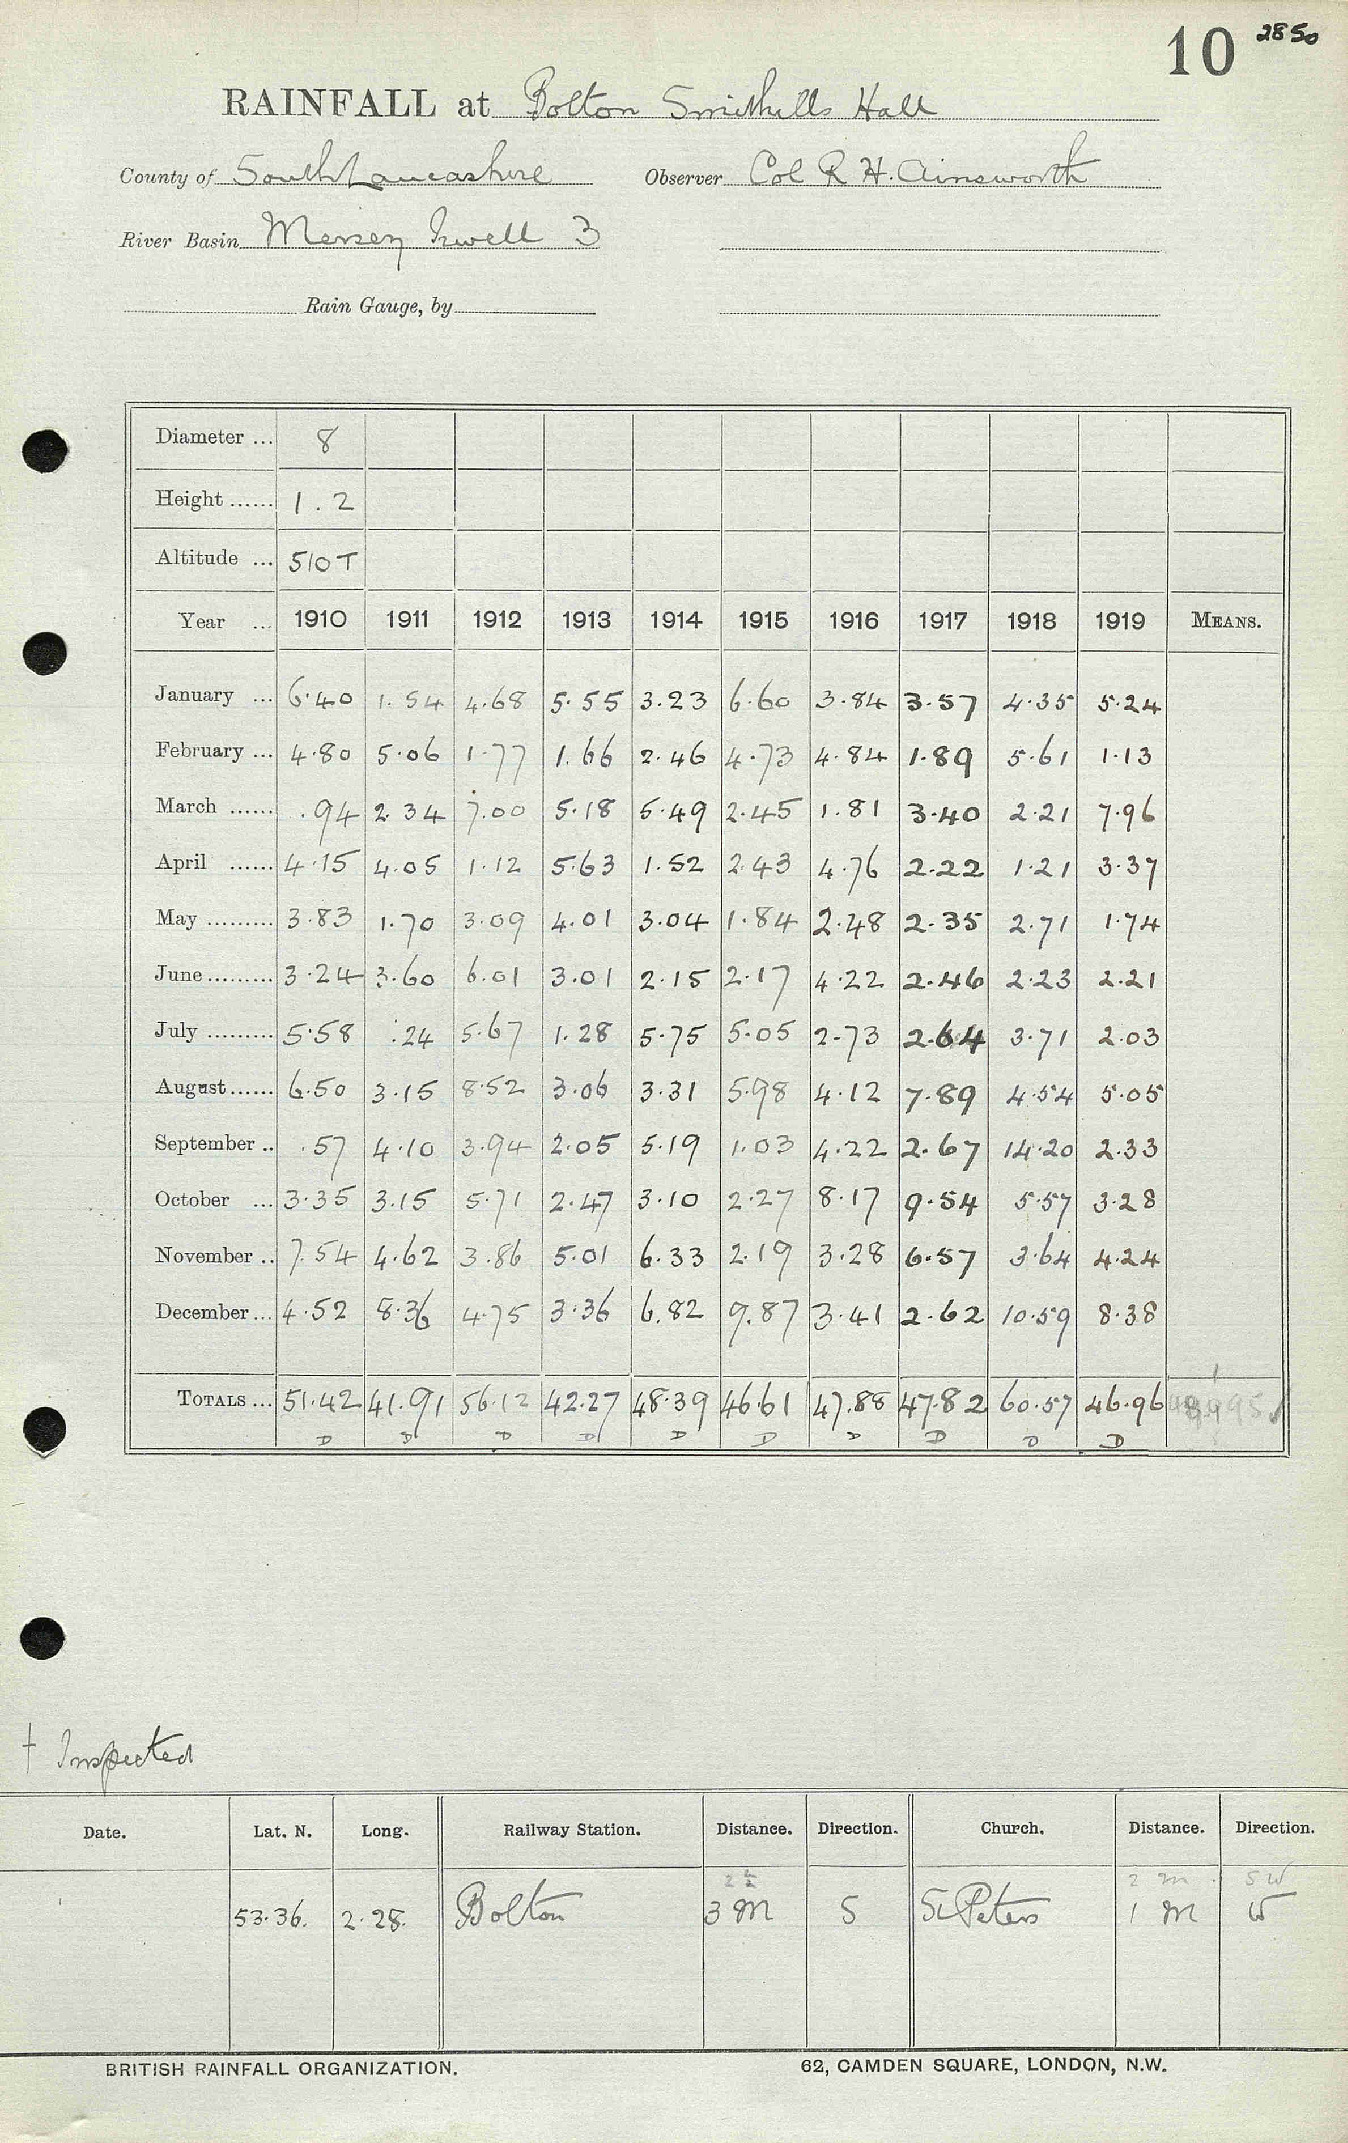 10 2850
RAINFALL at Bolton Smithills Hall
County of South Lancashire Observer Col R H. Ainsworth
River Basin Mersey Irwell 3
Rain Gauge, by
Diameter ... 8
Height ...... 1.2
Altitude ... 510 T
Year ... 1910 1911 1912 1913 1914 1915 1916 1917 1918 1919 MEANS.
January ... 6.40 1.54 4.68 5.55 3.23 6.60 3.84 3.57 4.35 5.24
February ... 4.80 5.06 1.77 1.66 2.46 4.73 4.84 1.89 5.61 1.13
March ...... .94 2.34 7.00 5.18 5.49 2.45 1.81 3.40 2.21 7.96
April ...... 4.15 4.05 1.12 5.63 1.52 2.43 4.76 2.22 1.21 3.37
May ......... 3.83 1.70 3.09 4.01 3.04 1.84 2.48 2.35 2.71 1.74
June ......... 3.24 3.60 6.01 3.01 2.15 2.17 4.22 2.46 2.23 2.21
July ......... 5.58 .24 5.67 1.28 5.75 5.05 2.73 2.64 3.71 2.03
August ...... 6.50 3.15 8.52 3.06 3.31 5.98 4.12 7.89 4.54 5.05
September .. .57 4.10 3.94 2.05 5.19 1.03 4.22 2.67 14.20 2.33
October ... 3.35 3.15 5.71 2.47 3.10 2.27 8.17 9.54 5.57 3.28
November .. 7.54 4.62 3.86 5.01 6.33 2.19 3.28 6.57 3.64 4.24
December ... 4.52 8.36 4.75 3.36 6.82 9.87 3.41 2.62 10.59 8.38
TOTALS ... 51.42 41.91 56.12 42.27 48.39 46.61 47.88 47.82 60.57 46.96
D D D D D D D D D D
† Inspected
Date. Lat. N. Long. Railway Station. Distance. Direction. Church. Distance. Direction.
2½ 2 m SW
53.36. 2.28. Bolton 3 M S St Peters 1 M W
BRITISH RAINFALL ORGANIZATION. 62, CAMDEN SQUARE, LONDON, N.W.